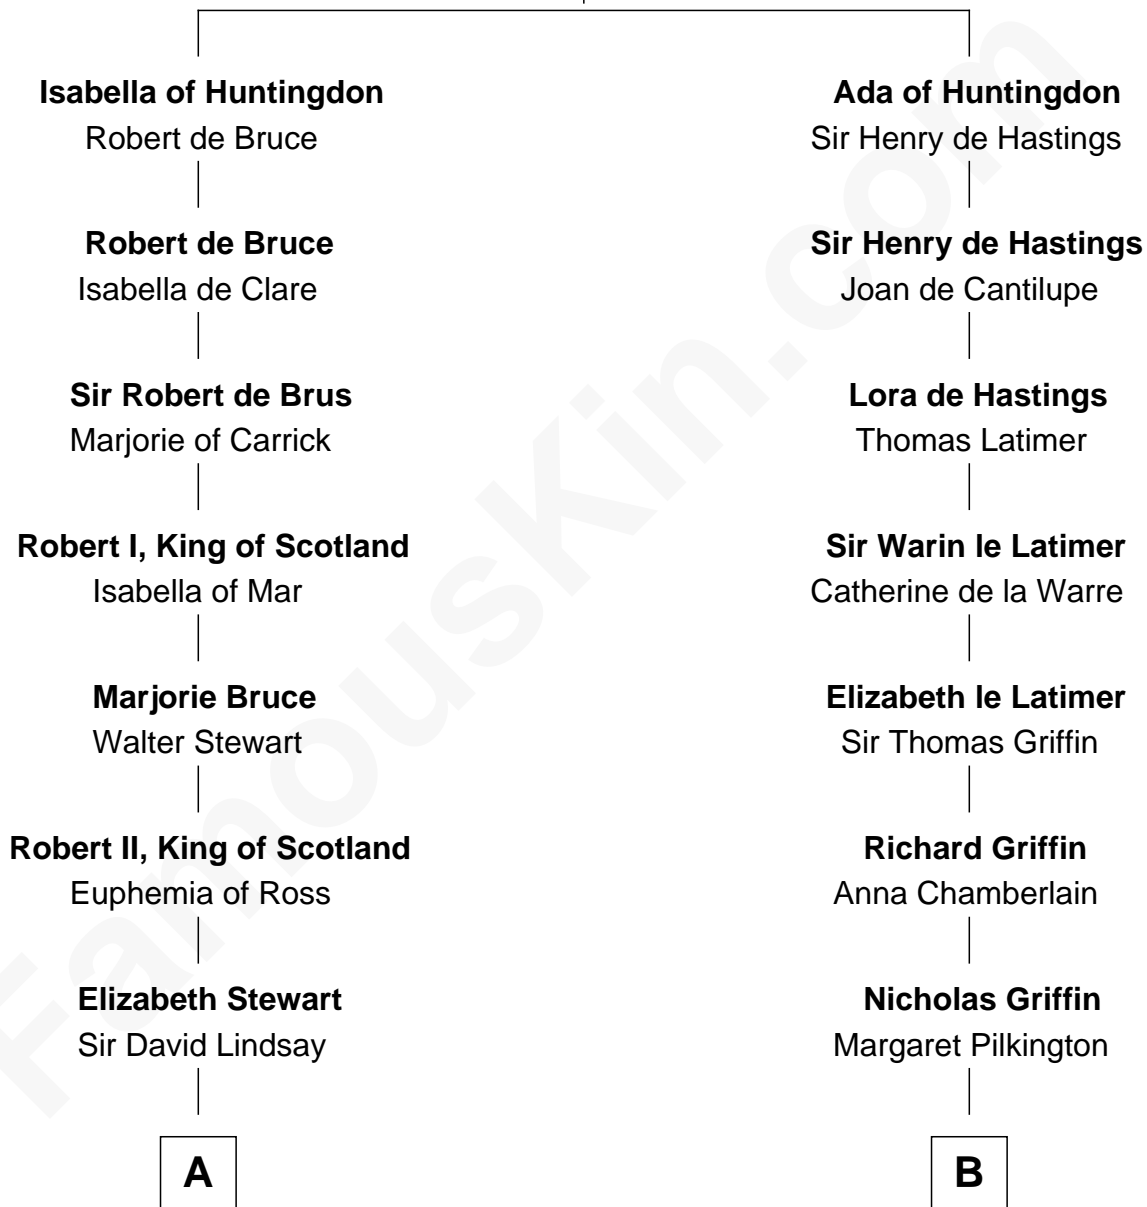 Isabella of Huntingdon
Robert de Bruce
Robert de Bruce
Isabella de Clare
Sir Robert de Brus
Marjorie of Carrick
Robert I, King of Scotland
Isabella of Mar
Marjorie Bruce
Walter Stewart
Robert II, King of Scotland
Euphemia of Ross
Elizabeth Stewart
Sir David Lindsay
A
Ada of Huntingdon
Sir Henry de Hastings
Sir Henry de Hastings
Joan de Cantilupe
Lora de Hastings
Thomas Latimer
Sir Warin le Latimer
Catherine de la Warre
Elizabeth le Latimer
Sir Thomas Griffin
Richard Griffin
Anna Chamberlain
Nicholas Griffin
Margaret Pilkington
B
FamousKin.com